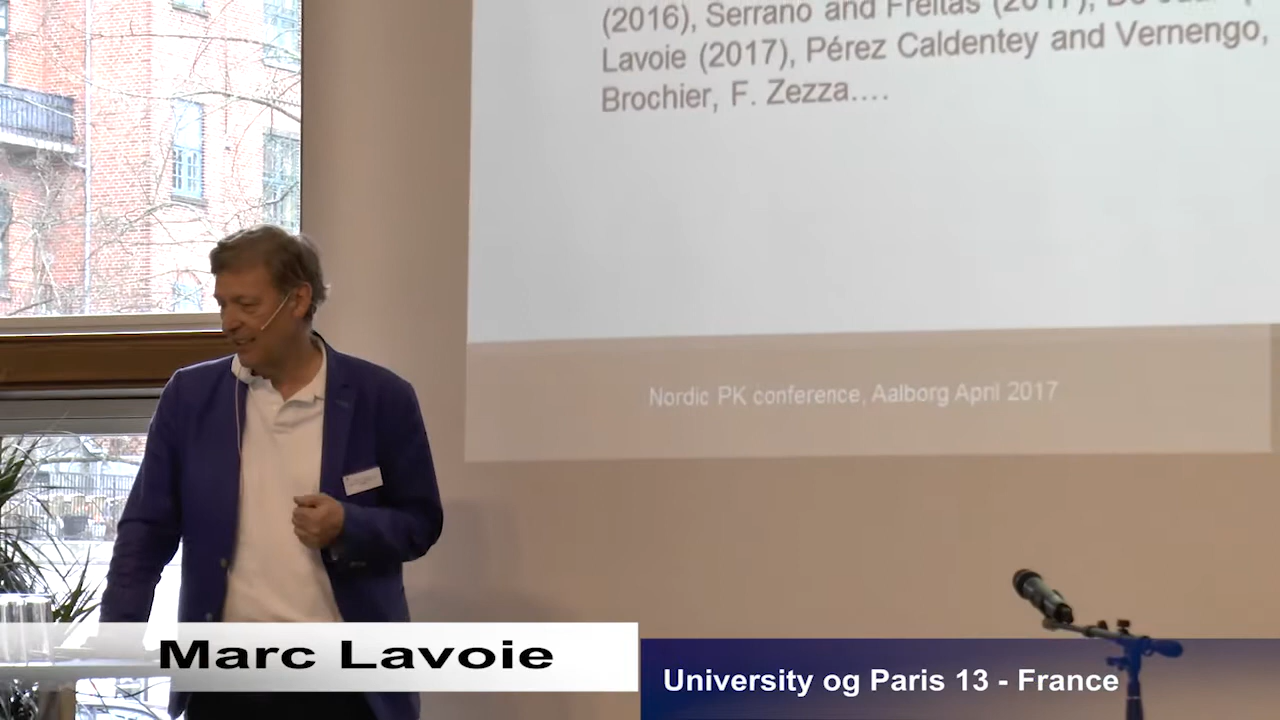 (2016), Serrano and Freitas (2017),
Lavoie (2017), Pérez Caldentey and Vernengo,
Brochier, F. Zezza....
Nordic PK conference, Aalborg April 2017
Marc Lavoie
University og Paris 13 - France